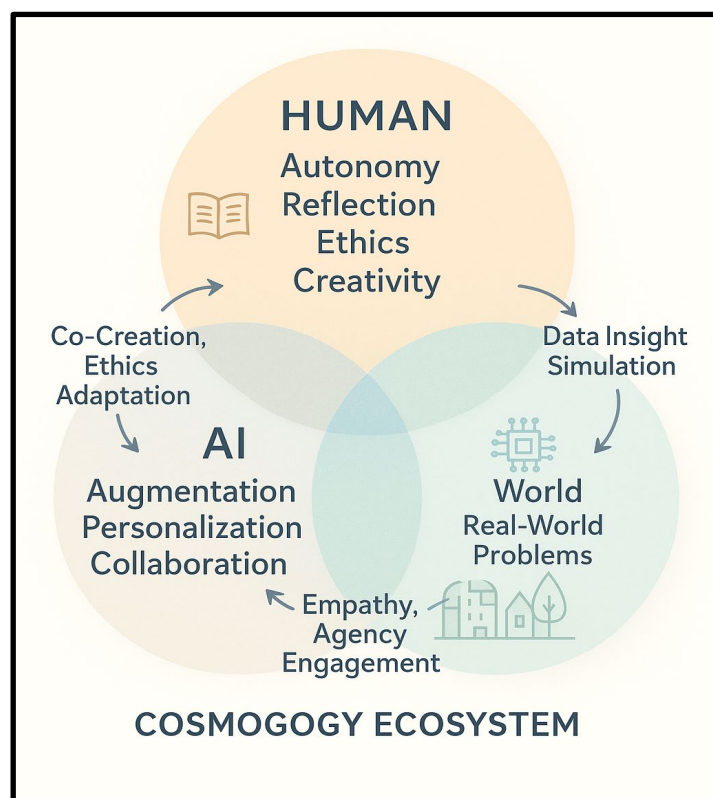 HUMAN
Autonomy
Reflection
Ethics
Creativity
Co-Creation,
Ethics
Adaptation
Data Insight
Simulation
AI
Augmentation
Personalization
Collaboration
World
Real-World
Problems
Empathy,
Agency
Engagement
COSMOGOGY ECOSYSTEM